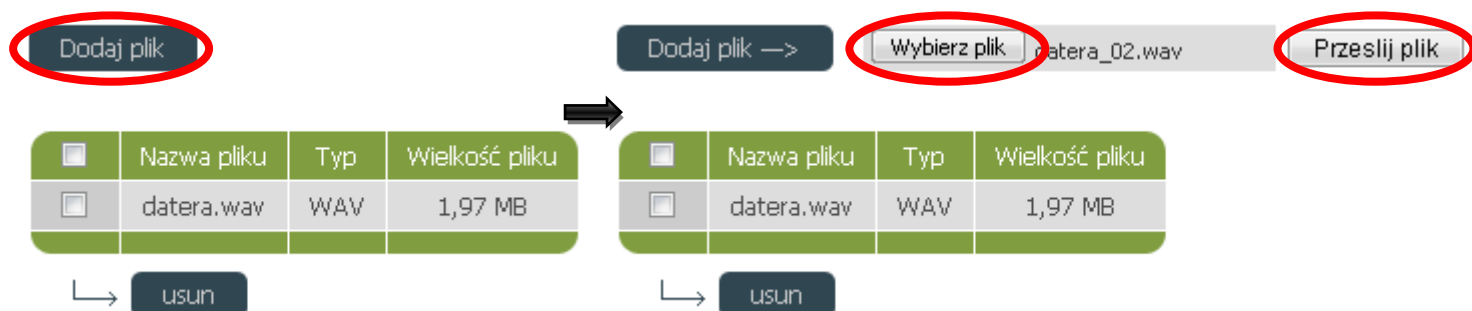 Dodaj plik
Nazwa pliku Typ Wielkość pliku
datera.wav WAV 1,97 MB
usun
Dodaj plik —> Wybierz plik datera_02.wav Przeslij plik
Nazwa pliku Typ Wielkość pliku
datera.wav WAV 1,97 MB
usun